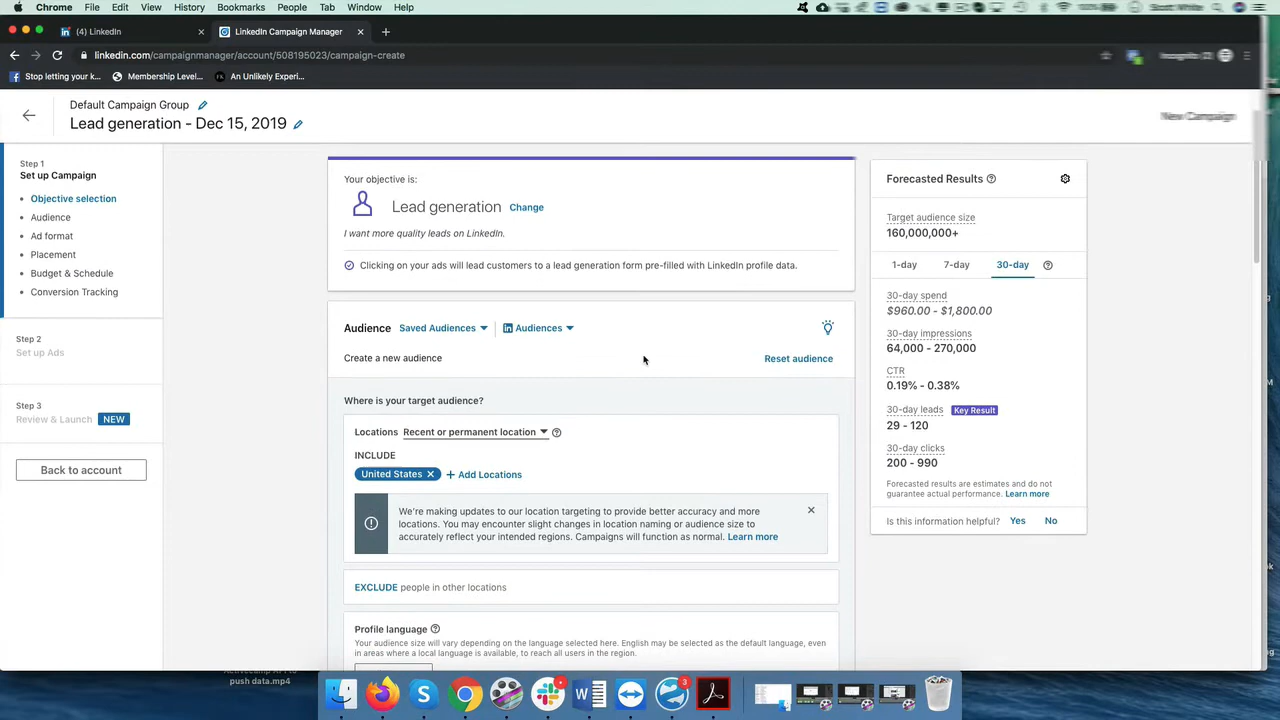 Chrome File Edit View History Bookmarks People Tab Window Help
(4) LinkedIn
LinkedIn Campaign Manager
linkedin.com/campaignmanager/account/508195023/campaign-create
Stop letting your k... Membership Level... An Unlikely Experi...
Default Campaign Group
Lead generation - Dec 15, 2019
New Campaign
Step 1
Set up Campaign
Objective selection
Audience
Ad format
Placement
Budget & Schedule
Conversion Tracking
Step 2
Set up Ads
Step 3
Review & Launch NEW
Back to account
Your objective is:
Lead generation Change
I want more quality leads on LinkedIn.
Clicking on your ads will lead customers to a lead generation form pre-filled with LinkedIn profile data.
Audience Saved Audiences in Audiences
Create a new audience
Reset audience
Where is your target audience?
Locations Recent or permanent location
INCLUDE
United States
+ Add Locations
We're making updates to our location targeting to provide better accuracy and more
locations. You may encounter slight changes in location naming or audience size to
accurately reflect your intended regions. Campaigns will function as normal. Learn more
EXCLUDE people in other locations
Profile language
Your audience size will vary depending on the language selected here. English may be selected as the default language, even
in areas where a local language is available, to reach all users in the region.
Forecasted Results
Target audience size
160,000,000+
1-day 7-day 30-day
30-day spend
$960.00 - $1,800.00
30-day impressions
64,000 - 270,000
CTR
0.19% - 0.38%
30-day leads Key Result
29 - 120
30-day clicks
200 - 990
Forecasted results are estimates and do not
guarantee actual performance. Learn more
Is this information helpful? Yes No
push data.mp4
3